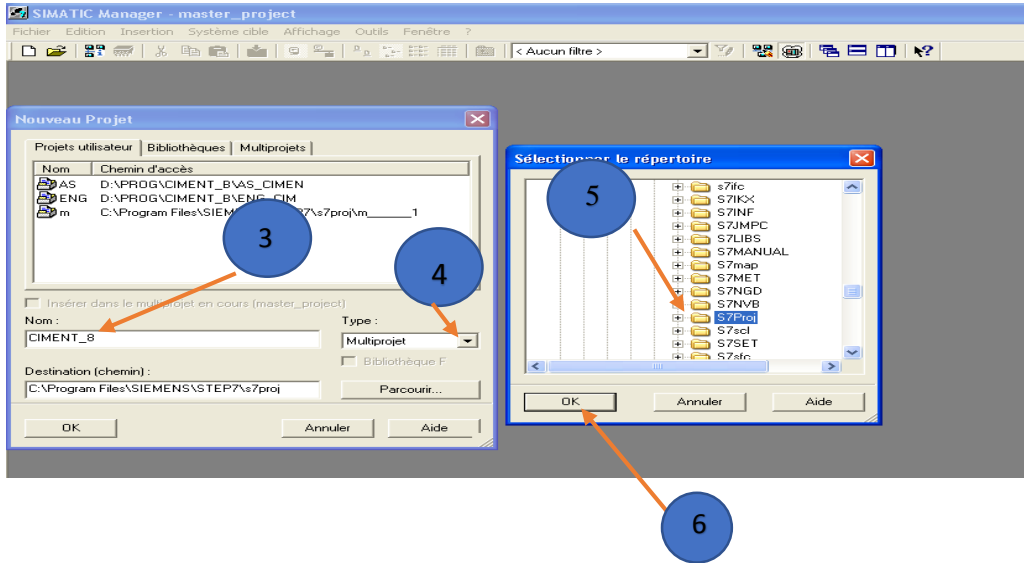 SIMATIC Manager - master_project
Fichier Edition Insertion Système cible Affichage Outils Fenêtre ?
< Aucun filtre >
Nouveau Projet
Projets utilisateur Bibliothèques Multiprojets
Nom Chemin d'accès
AS D:\PROG\CIMENT_B\AS_CIMEN
ENG D:\PROG\CIMENT_B\ENG_CIM
m C:\Program Files\SIEM P7\s7proj\m______1
3
4
Insérer dans le multiprojet en cours (master_project)
Nom : Type :
CIMENT_8 Multiprojet
Bibliothèque F
Destination (chemin) :
C:\Program Files\SIEMENS\STEP7\s7proj Parcourir...
OK Annuler Aide
Sélectionner le répertoire
5
s7ifc
S7IKX
S7INF
S7JMPC
S7LIBS
S7MANUAL
S7map
S7MET
S7NGD
S7NVB
S7Proj
S7scl
S7SET
S7sfc
OK Annuler Aide
6